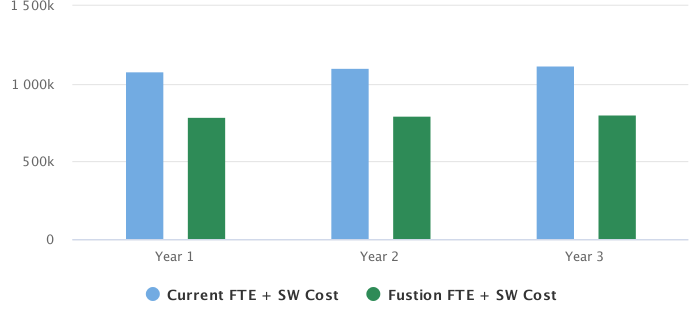 1 500k
1 000k
500k
0
Year 1
Year 2
Year 3
Current FTE + SW Cost
Fustion FTE + SW Cost